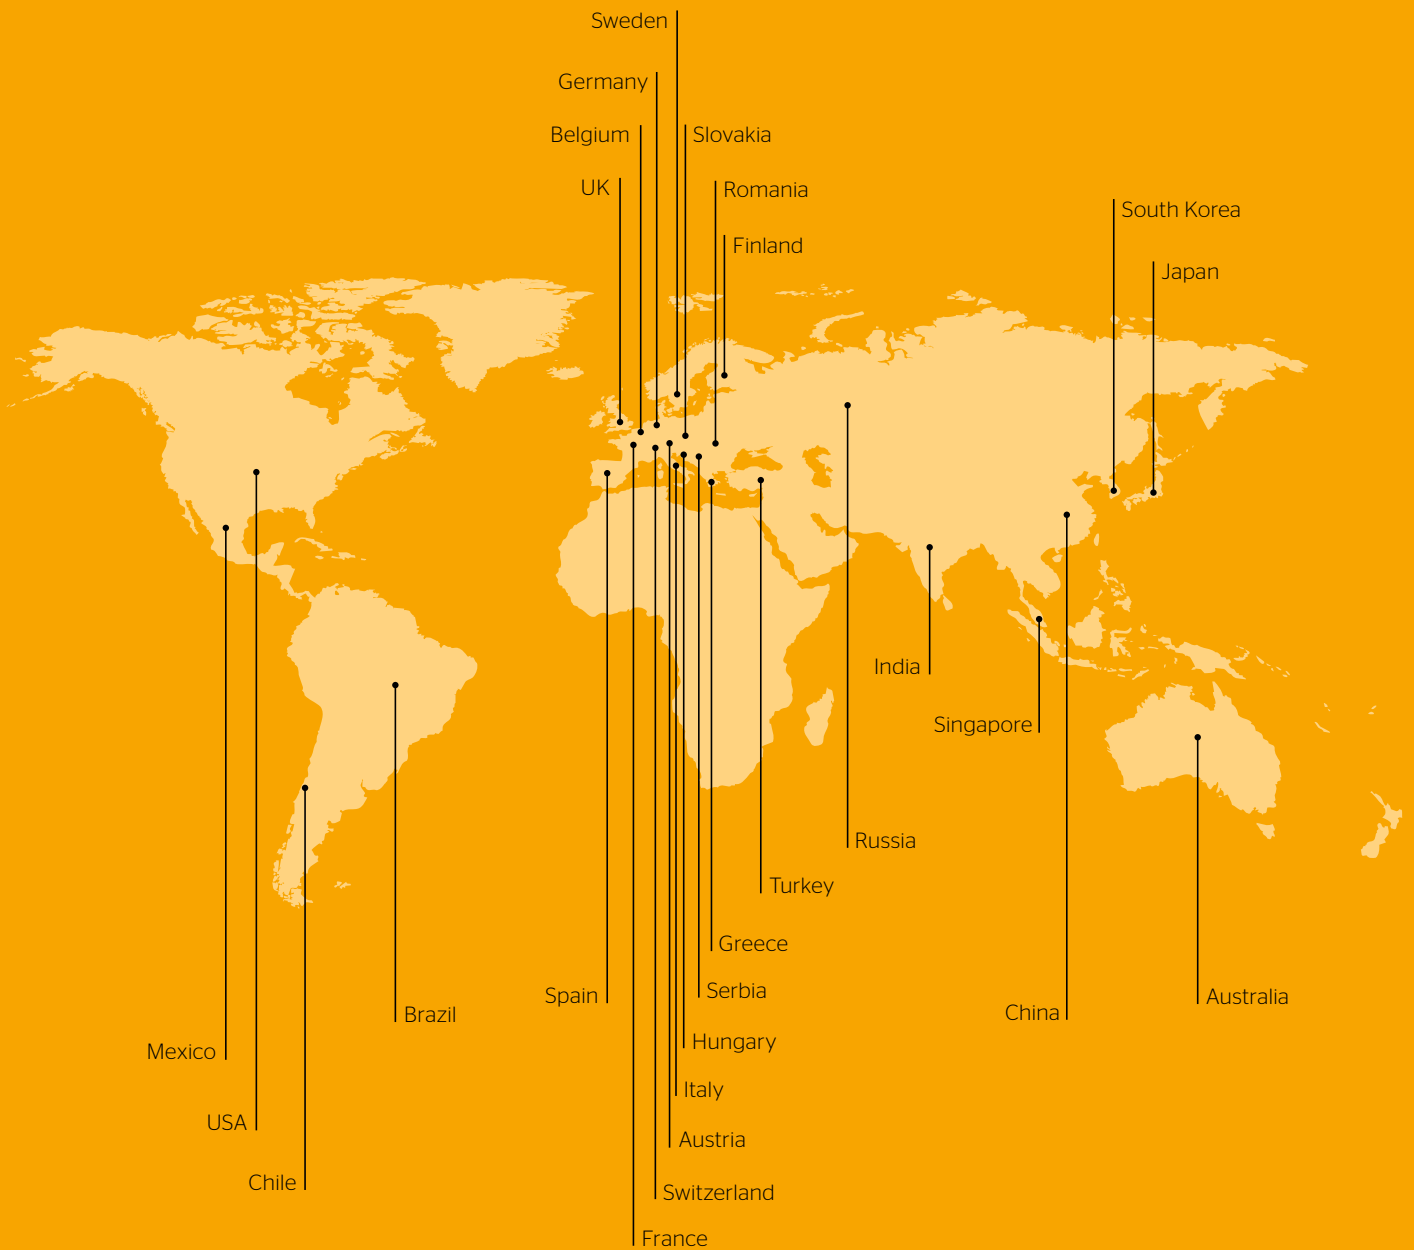 Sweden
Germany
Belgium
Slovakia
UK
Romania
South Korea
Finland
Japan
India
Singapore
Russia
Turkey
Greece
Serbia
Spain
Australia
China
Brazil
Hungary
Mexico
Italy
USA
Austria
Chile
Switzerland
France